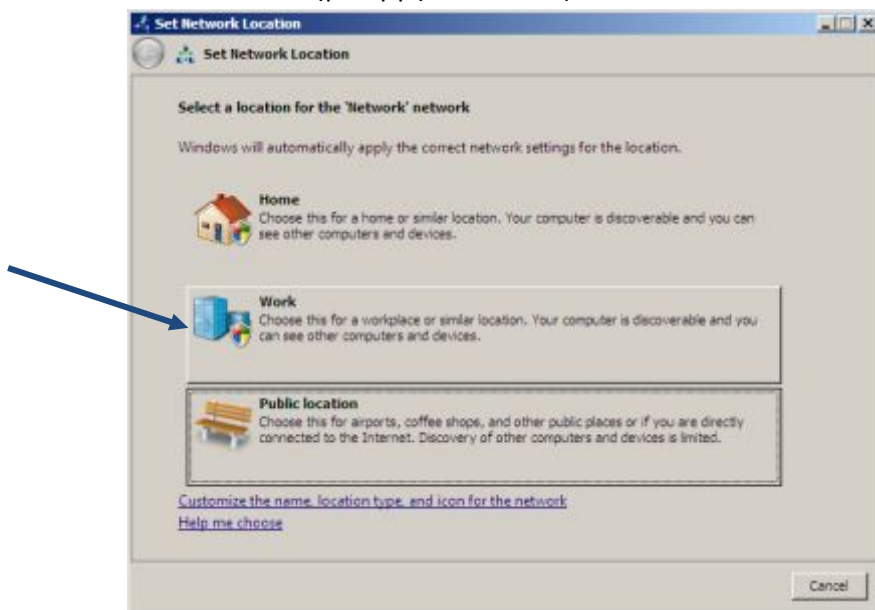 Set Network Location
Set Network Location
Select a location for the 'Network' network
Windows will automatically apply the correct network settings for the location.
Home
Choose this for a home or similar location. Your computer is discoverable and you can
see other computers and devices.
Work
Choose this for a workplace or similar location. Your computer is discoverable and you
can see other computers and devices.
Public location
Choose this for airports, coffee shops, and other public places or if you are directly
connected to the Internet. Discovery of other computers and devices is limited.
Customize the name, location type, and icon for the network
Help me choose
Cancel